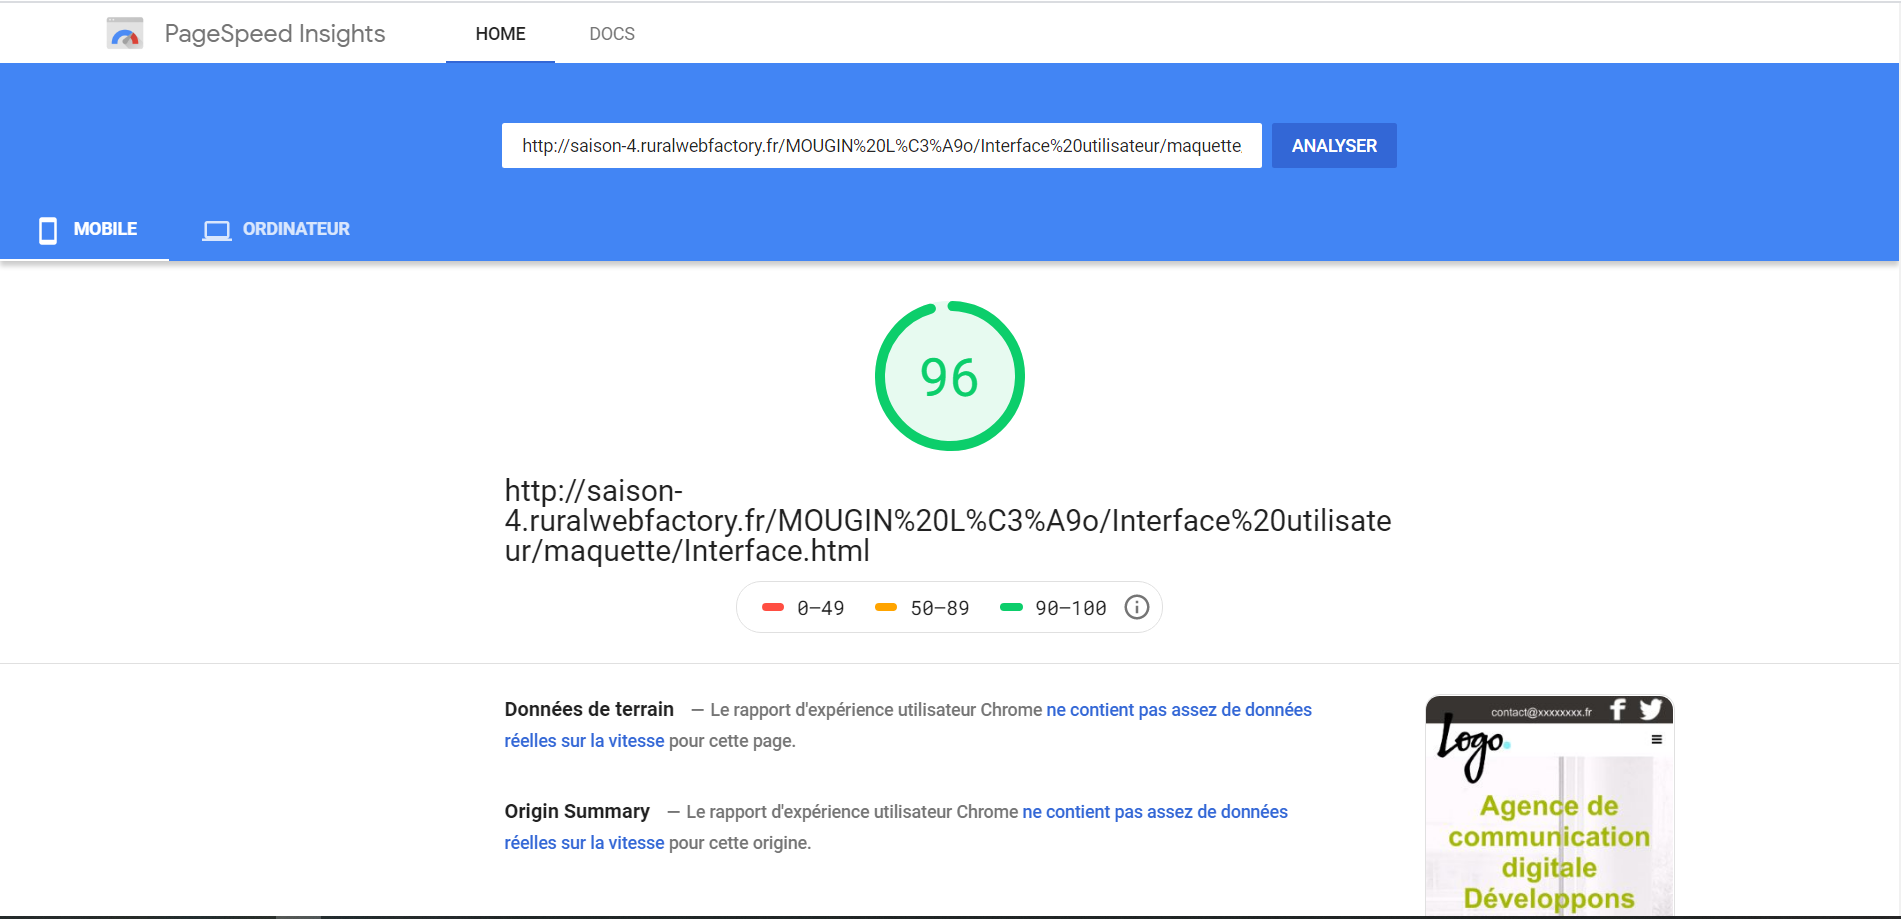 PageSpeed Insights
HOME
DOCS
http://saison-4.ruralwebfactory.fr/MOUGIN%20L%C3%A9o/Interface%20utilisateur/maquette
ANALYSER
MOBILE
ORDINATEUR
96
http://saison-
4.ruralwebfactory.fr/MOUGIN%20L%C3%A9o/Interface%20utilisate
ur/maquette/Interface.html
0–49
50–89
90–100
Données de terrain — Le rapport d'expérience utilisateur Chrome ne contient pas assez de données
réelles sur la vitesse pour cette page.
Origin Summary — Le rapport d'expérience utilisateur Chrome ne contient pas assez de données
réelles sur la vitesse pour cette origine.
contact@xxxxxxxx.fr
Logo.
Agence de
communication
digitale
Développons